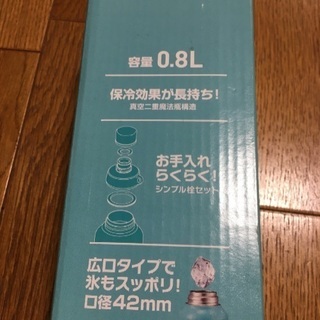 容量 0.8L
保冷効果が長持ち!
真空二重魔法瓶構造
お手入れ
らくらく!
シンプル栓セット
広口タイプで
氷もスッポリ!
口径42mm